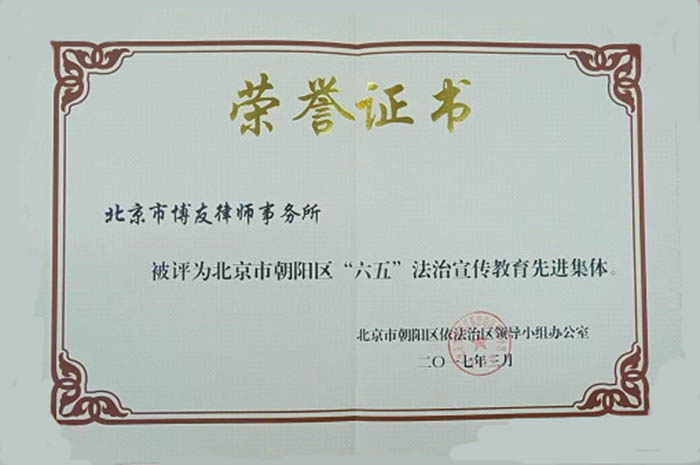 荣誉证书
北京市博友律师事务所
被评为北京市朝阳区“六五”法治宣传教育先进集体。
北京市朝阳区依法治区领导小组办公室
二〇一七年三月